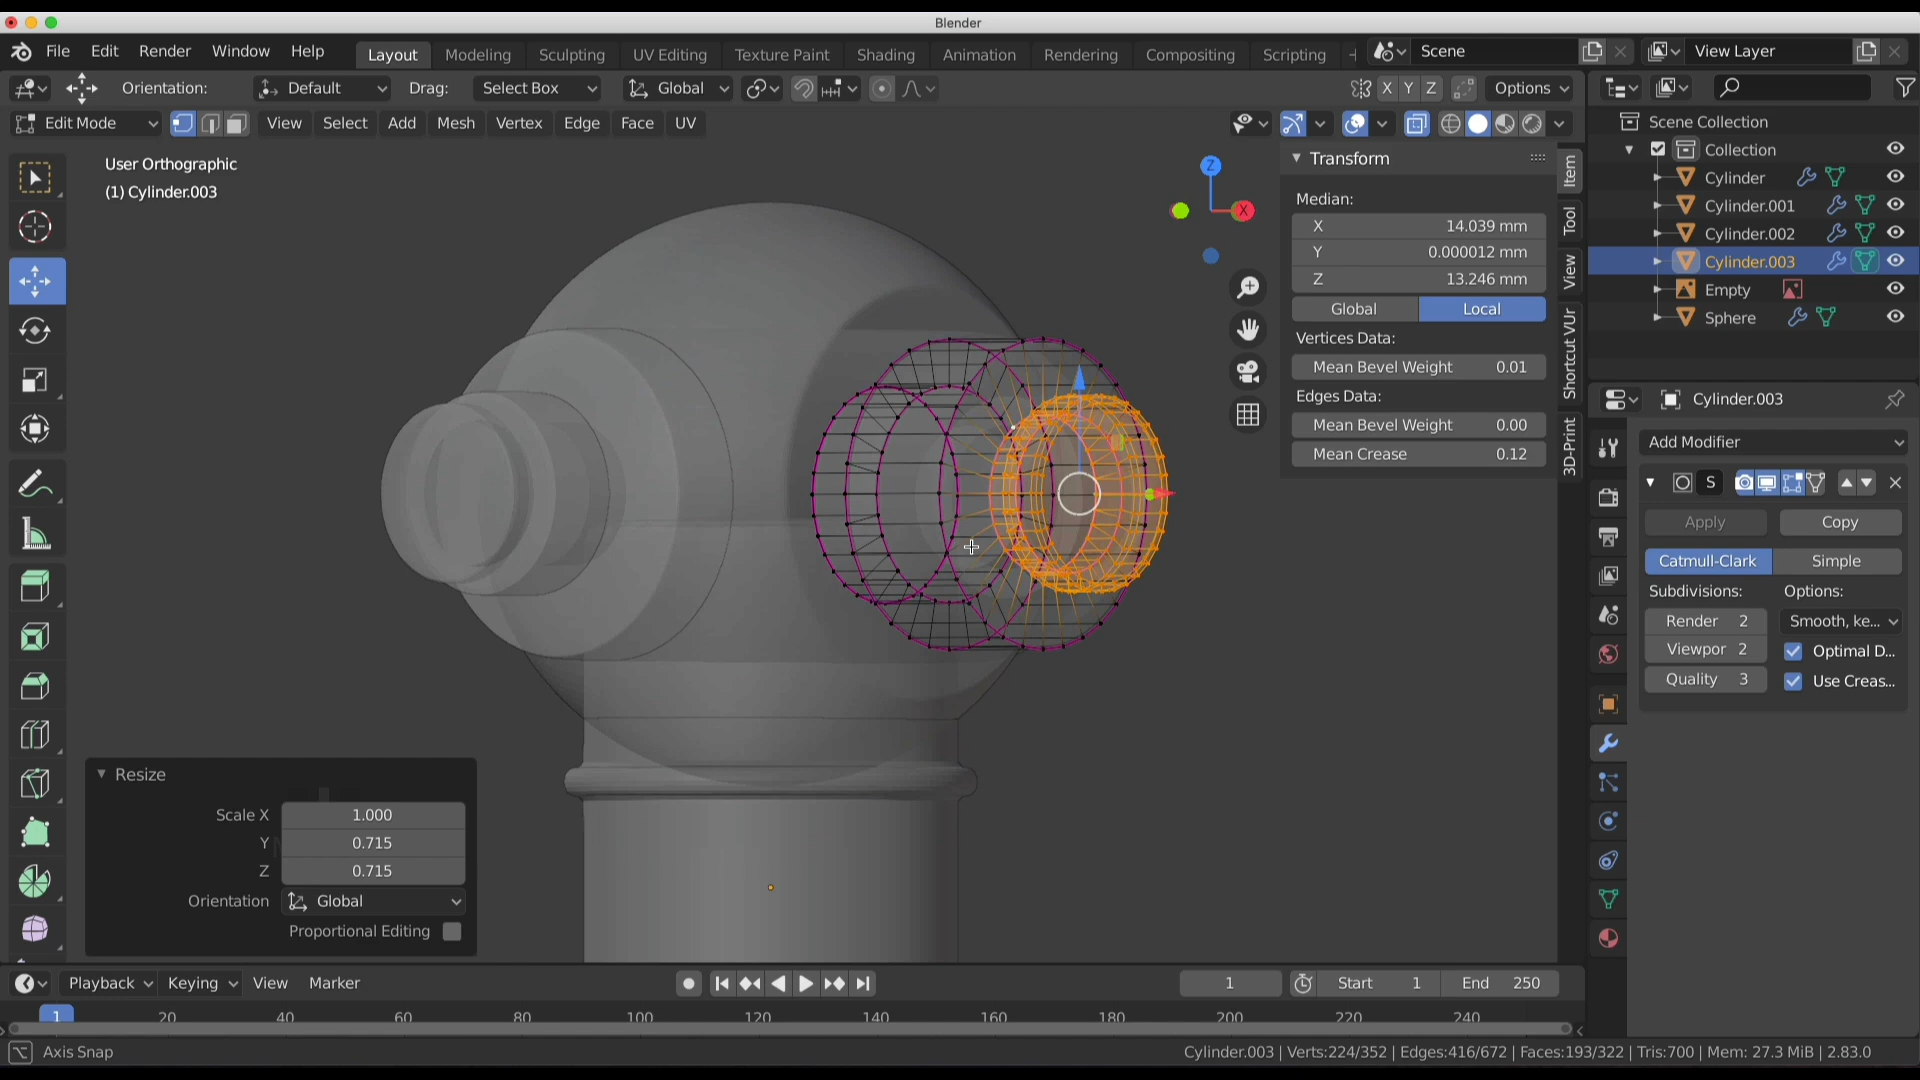 Blender
File Edit Render Window Help
Layout Modeling Sculpting UV Editing Texture Paint Shading Animation Rendering Compositing Scripting
Scene
View Layer
Orientation: Default Drag: Select Box Global
X Y Z Options
Edit Mode View Select Add Mesh Vertex Edge Face UV
User Orthographic
(1) Cylinder.003
Z
X
Transform
Median:
X 14.039 mm
Y 0.000012 mm
Z 13.246 mm
Global Local
Vertices Data:
Mean Bevel Weight 0.01
Edges Data:
Mean Bevel Weight 0.00
Mean Crease 0.12
Item
Tool
View
Shortcut VUr
3D-Print
Scene Collection
Collection
Cylinder
Cylinder.001
Cylinder.002
Cylinder.003
Empty
Sphere
Cylinder.003
Add Modifier
S
Apply Copy
Catmull-Clark Simple
Subdivisions: Options:
Render 2 Smooth, ke...
Viewpor 2 Optimal D...
Quality 3 Use Creas...
Resize
Scale X 1.000
Y 0.715
Z 0.715
Orientation Global
Proportional Editing
Playback Keying View Marker
1 Start 1 End 250
1 20 40 60 80 100 120 140 160 180 200 220 240
Axis Snap
Cylinder.003 | Verts:224/352 | Edges:416/672 | Faces:193/322 | Tris:700 | Mem: 27.3 MiB | 2.83.0